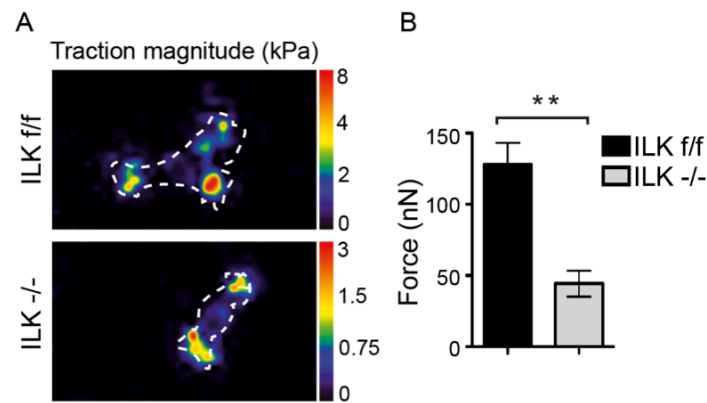 A
Traction magnitude (kPa)
ILK f/f
8
4
2
0
ILK -/-
3
1.5
0.75
0
B
**
150
100
50
0
Force (nN)
ILK f/f
ILK -/-